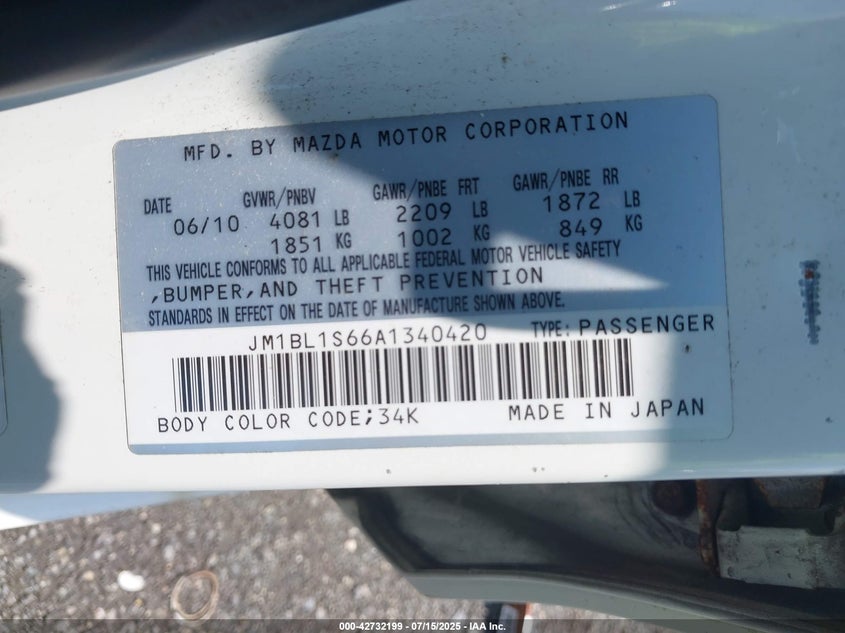 MFD. BY MAZDA MOTOR CORPORATION
DATE GVWR/PNBV GAWR/PNBE FRT GAWR/PNBE RR
06/10 4081 LB 2209 LB 1872 LB
1851 KG 1002 KG 849 KG
THIS VEHICLE CONFORMS TO ALL APPLICABLE FEDERAL MOTOR VEHICLE SAFETY
,BUMPER,AND THEFT PREVENTION
STANDARDS IN EFFECT ON THE DATE OF MANUFACTURE SHOWN ABOVE.
JM1BL1S66A1340420 TYPE: PASSENGER
BODY COLOR CODE;34K MADE IN JAPAN
000-42732199 - 07/15/2025 - IAA Inc.